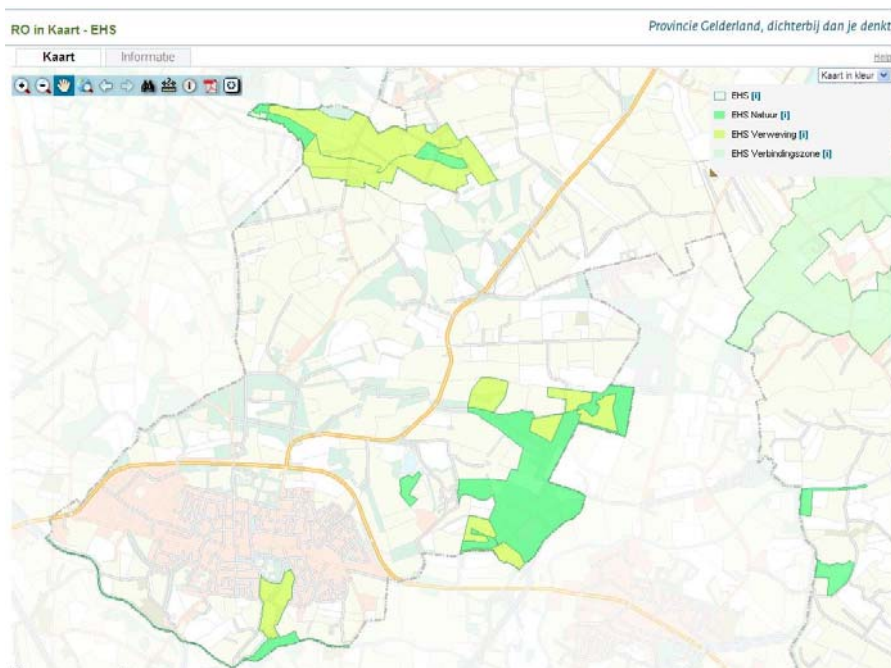 RO in Kaart - EHS
Provincie Gelderland, dichterbij dan je denkt
Kaart
Informatie
Help
Kaart in kleur
EHS [i]
EHS Natuur [i]
EHS Verweving [i]
EHS Verbindingszone [i]